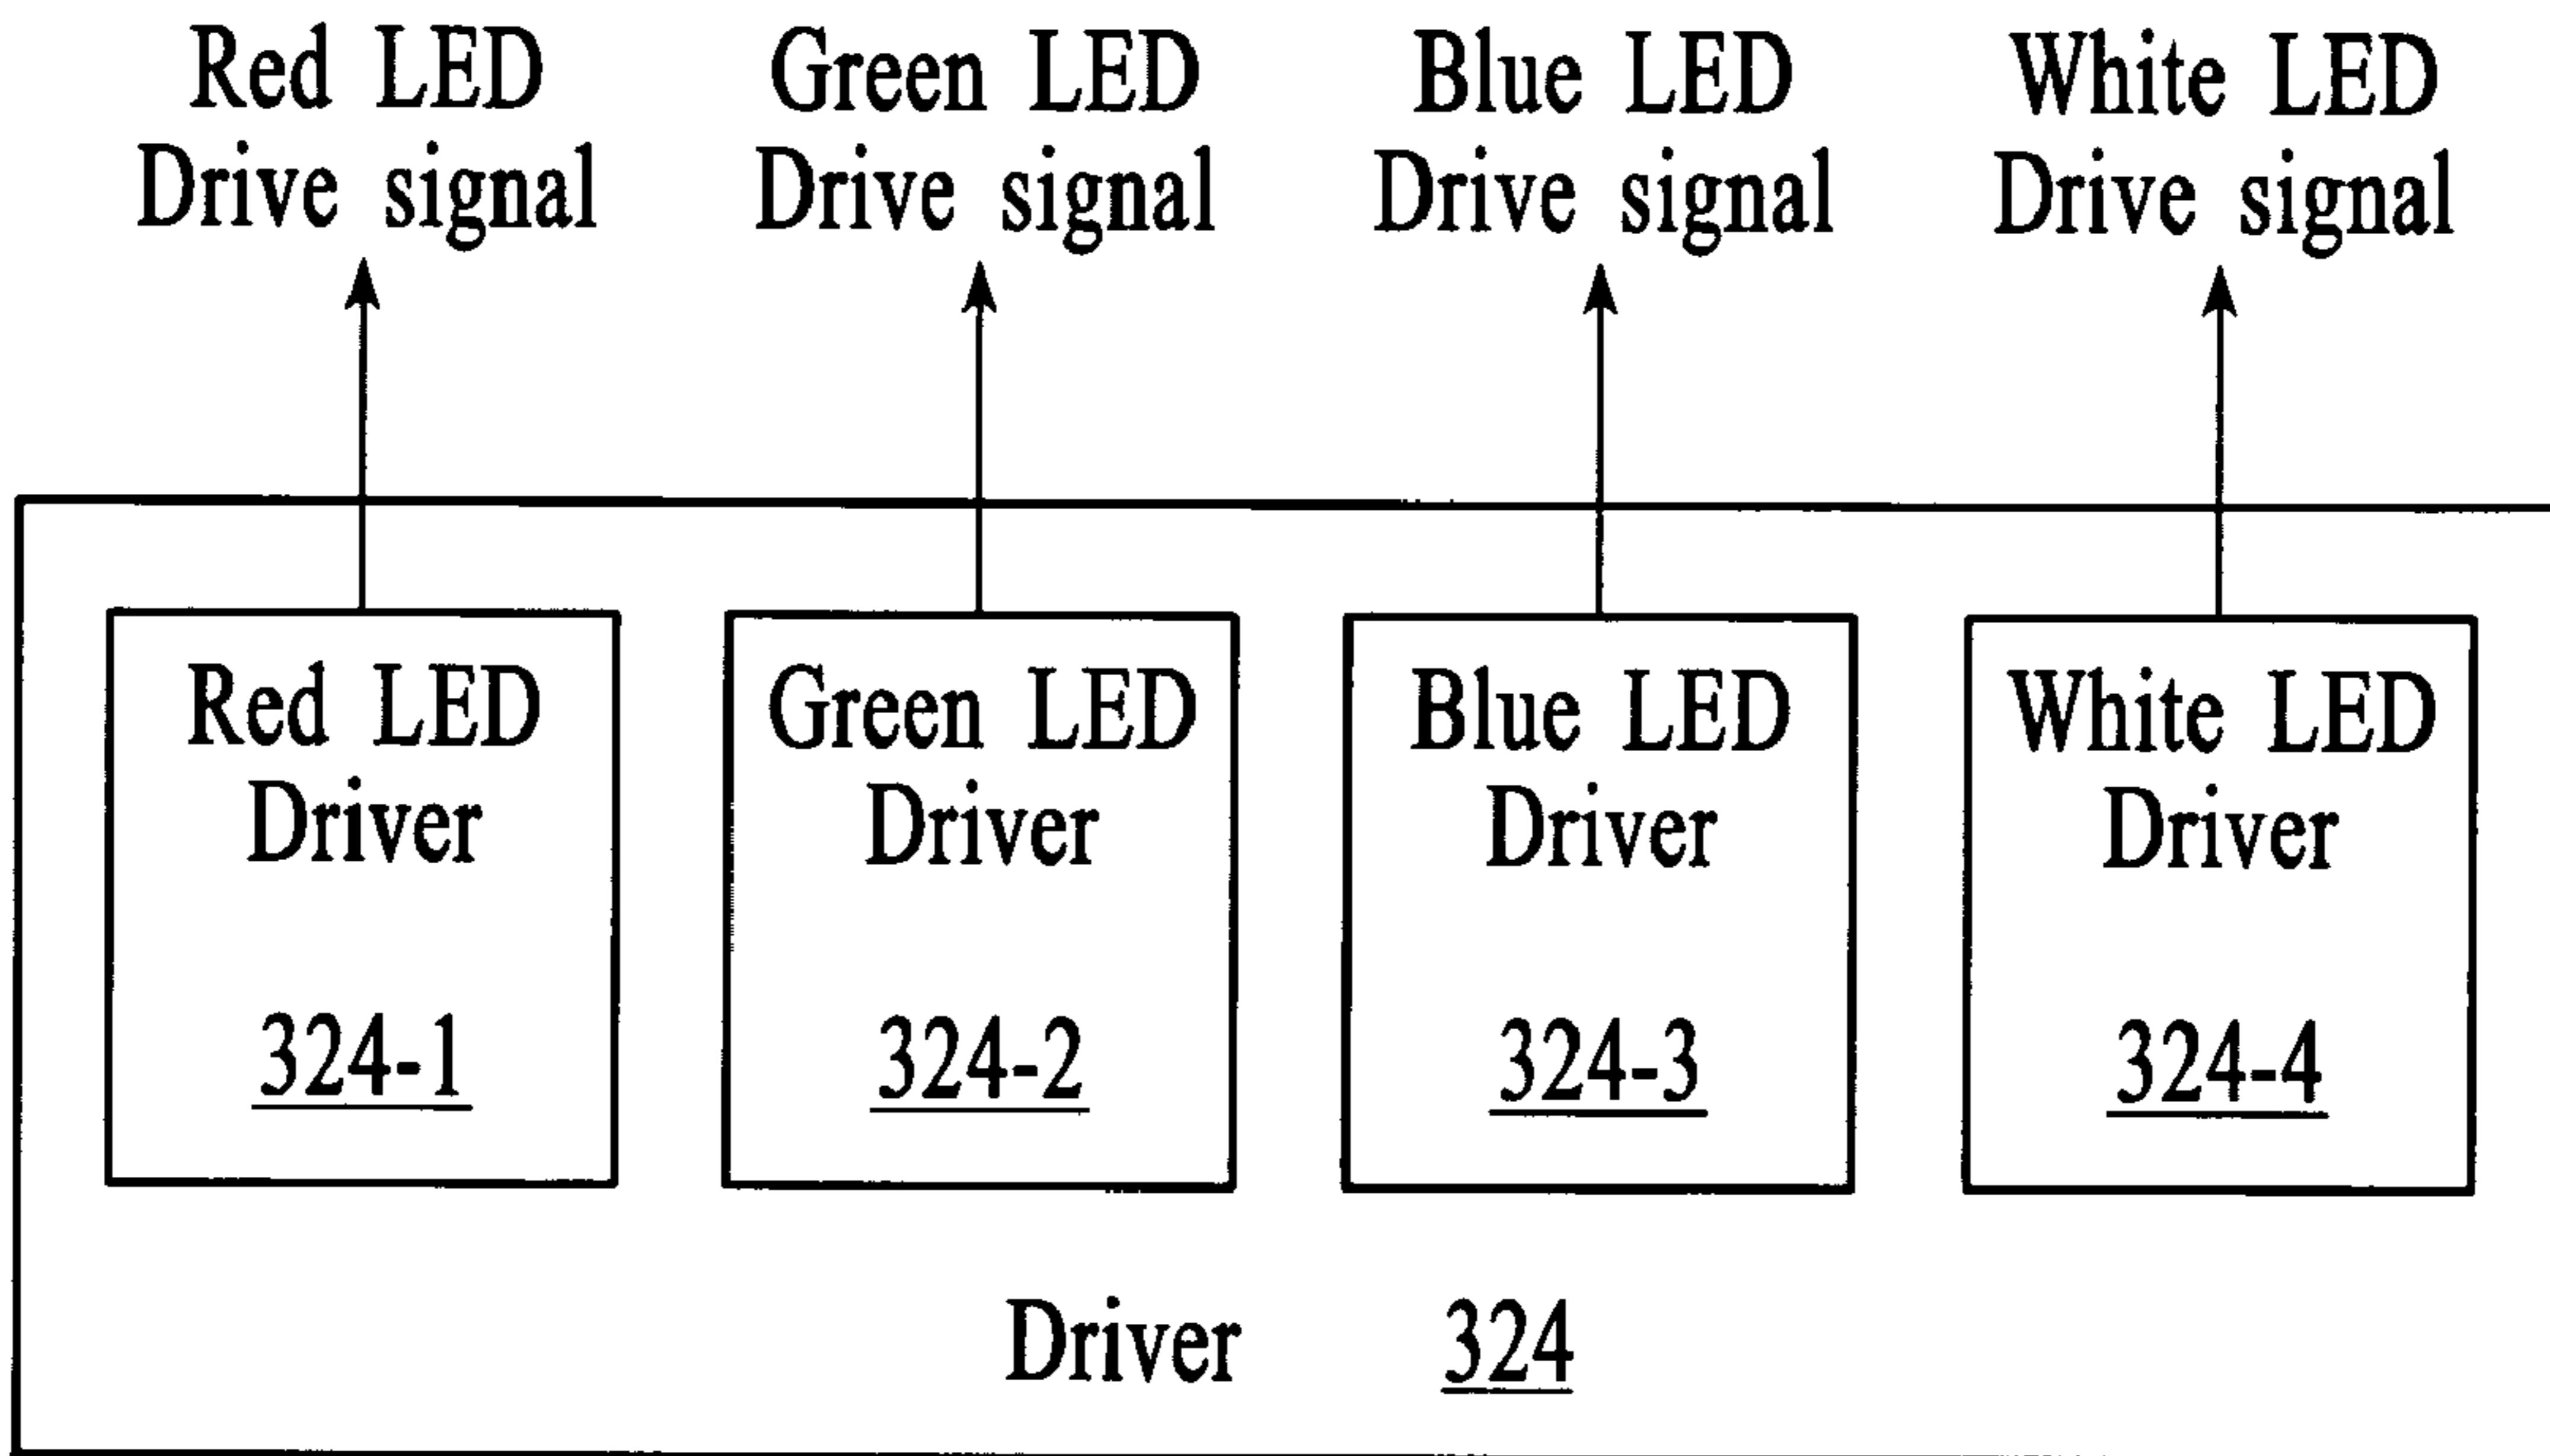 Red LED
Drive signal
Green LED
Drive signal
Blue LED
Drive signal
White LED
Drive signal
Red LED
Driver
324-1
Green LED
Driver
324-2
Blue LED
Driver
324-3
White LED
Driver
324-4
Driver 324